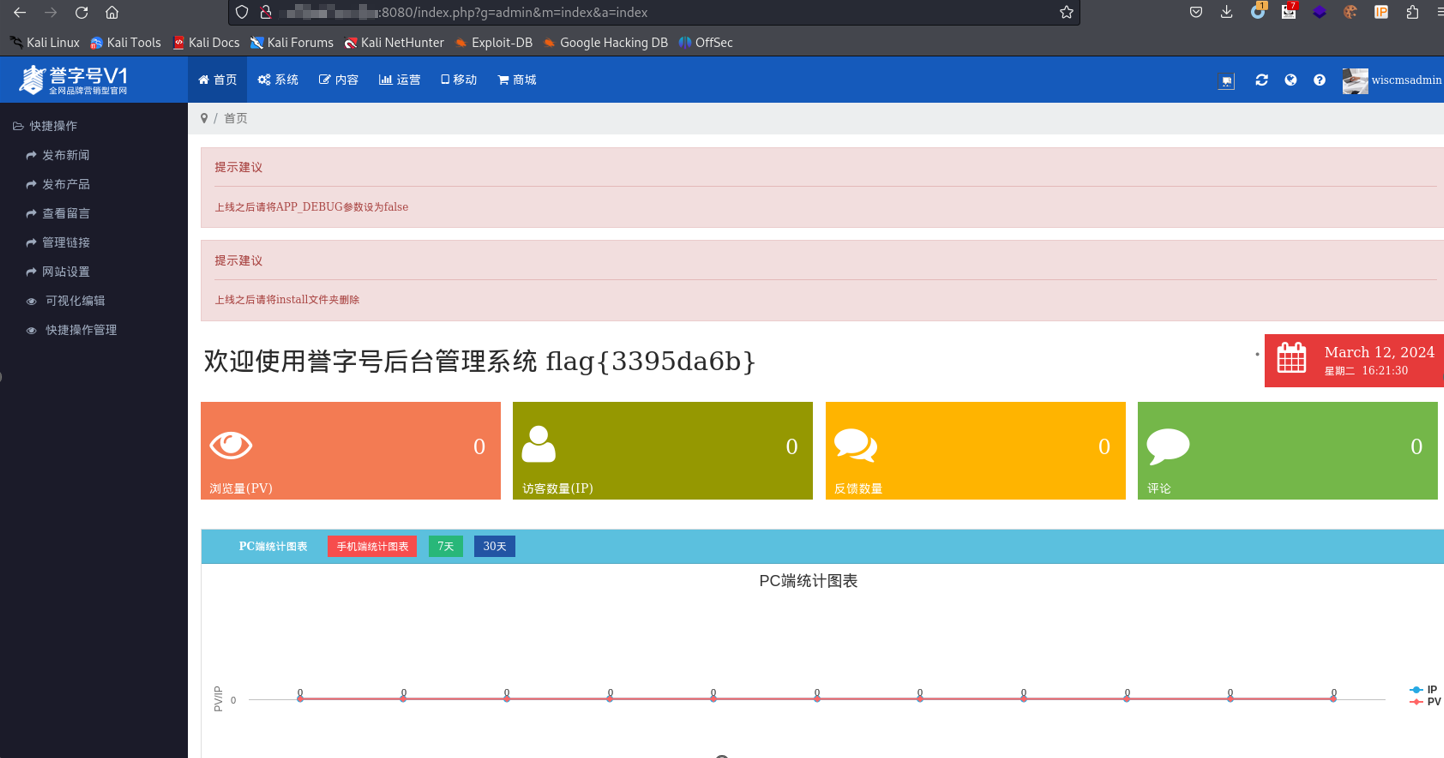 :8080/index.php?g=admin&m=index&a=index
1
7
IP
Kali Linux Kali Tools Kali Docs Kali Forums Kali NetHunter Exploit-DB Google Hacking DB OffSec
誉字号V1
全网品牌营销型官网
首页 系统 内容 运营 移动 商城
wiscmsadmin
快捷操作
/ 首页
发布新闻
发布产品
查看留言
管理链接
网站设置
可视化编辑
快捷操作管理
提示建议
上线之后请将APP_DEBUG参数设为false
提示建议
上线之后请将install文件夹删除
欢迎使用誉字号后台管理系统 flag{3395da6b}
March 12, 2024
星期二 16:21:30
0 0 0 0
浏览量(PV) 访客数量(IP) 反馈数量 评论
PC端统计图表 手机端统计图表 7天 30天
PC端统计图表
PV/IP
0
0 0 0 0 0 0 0 0 0 0 0
IP
PV